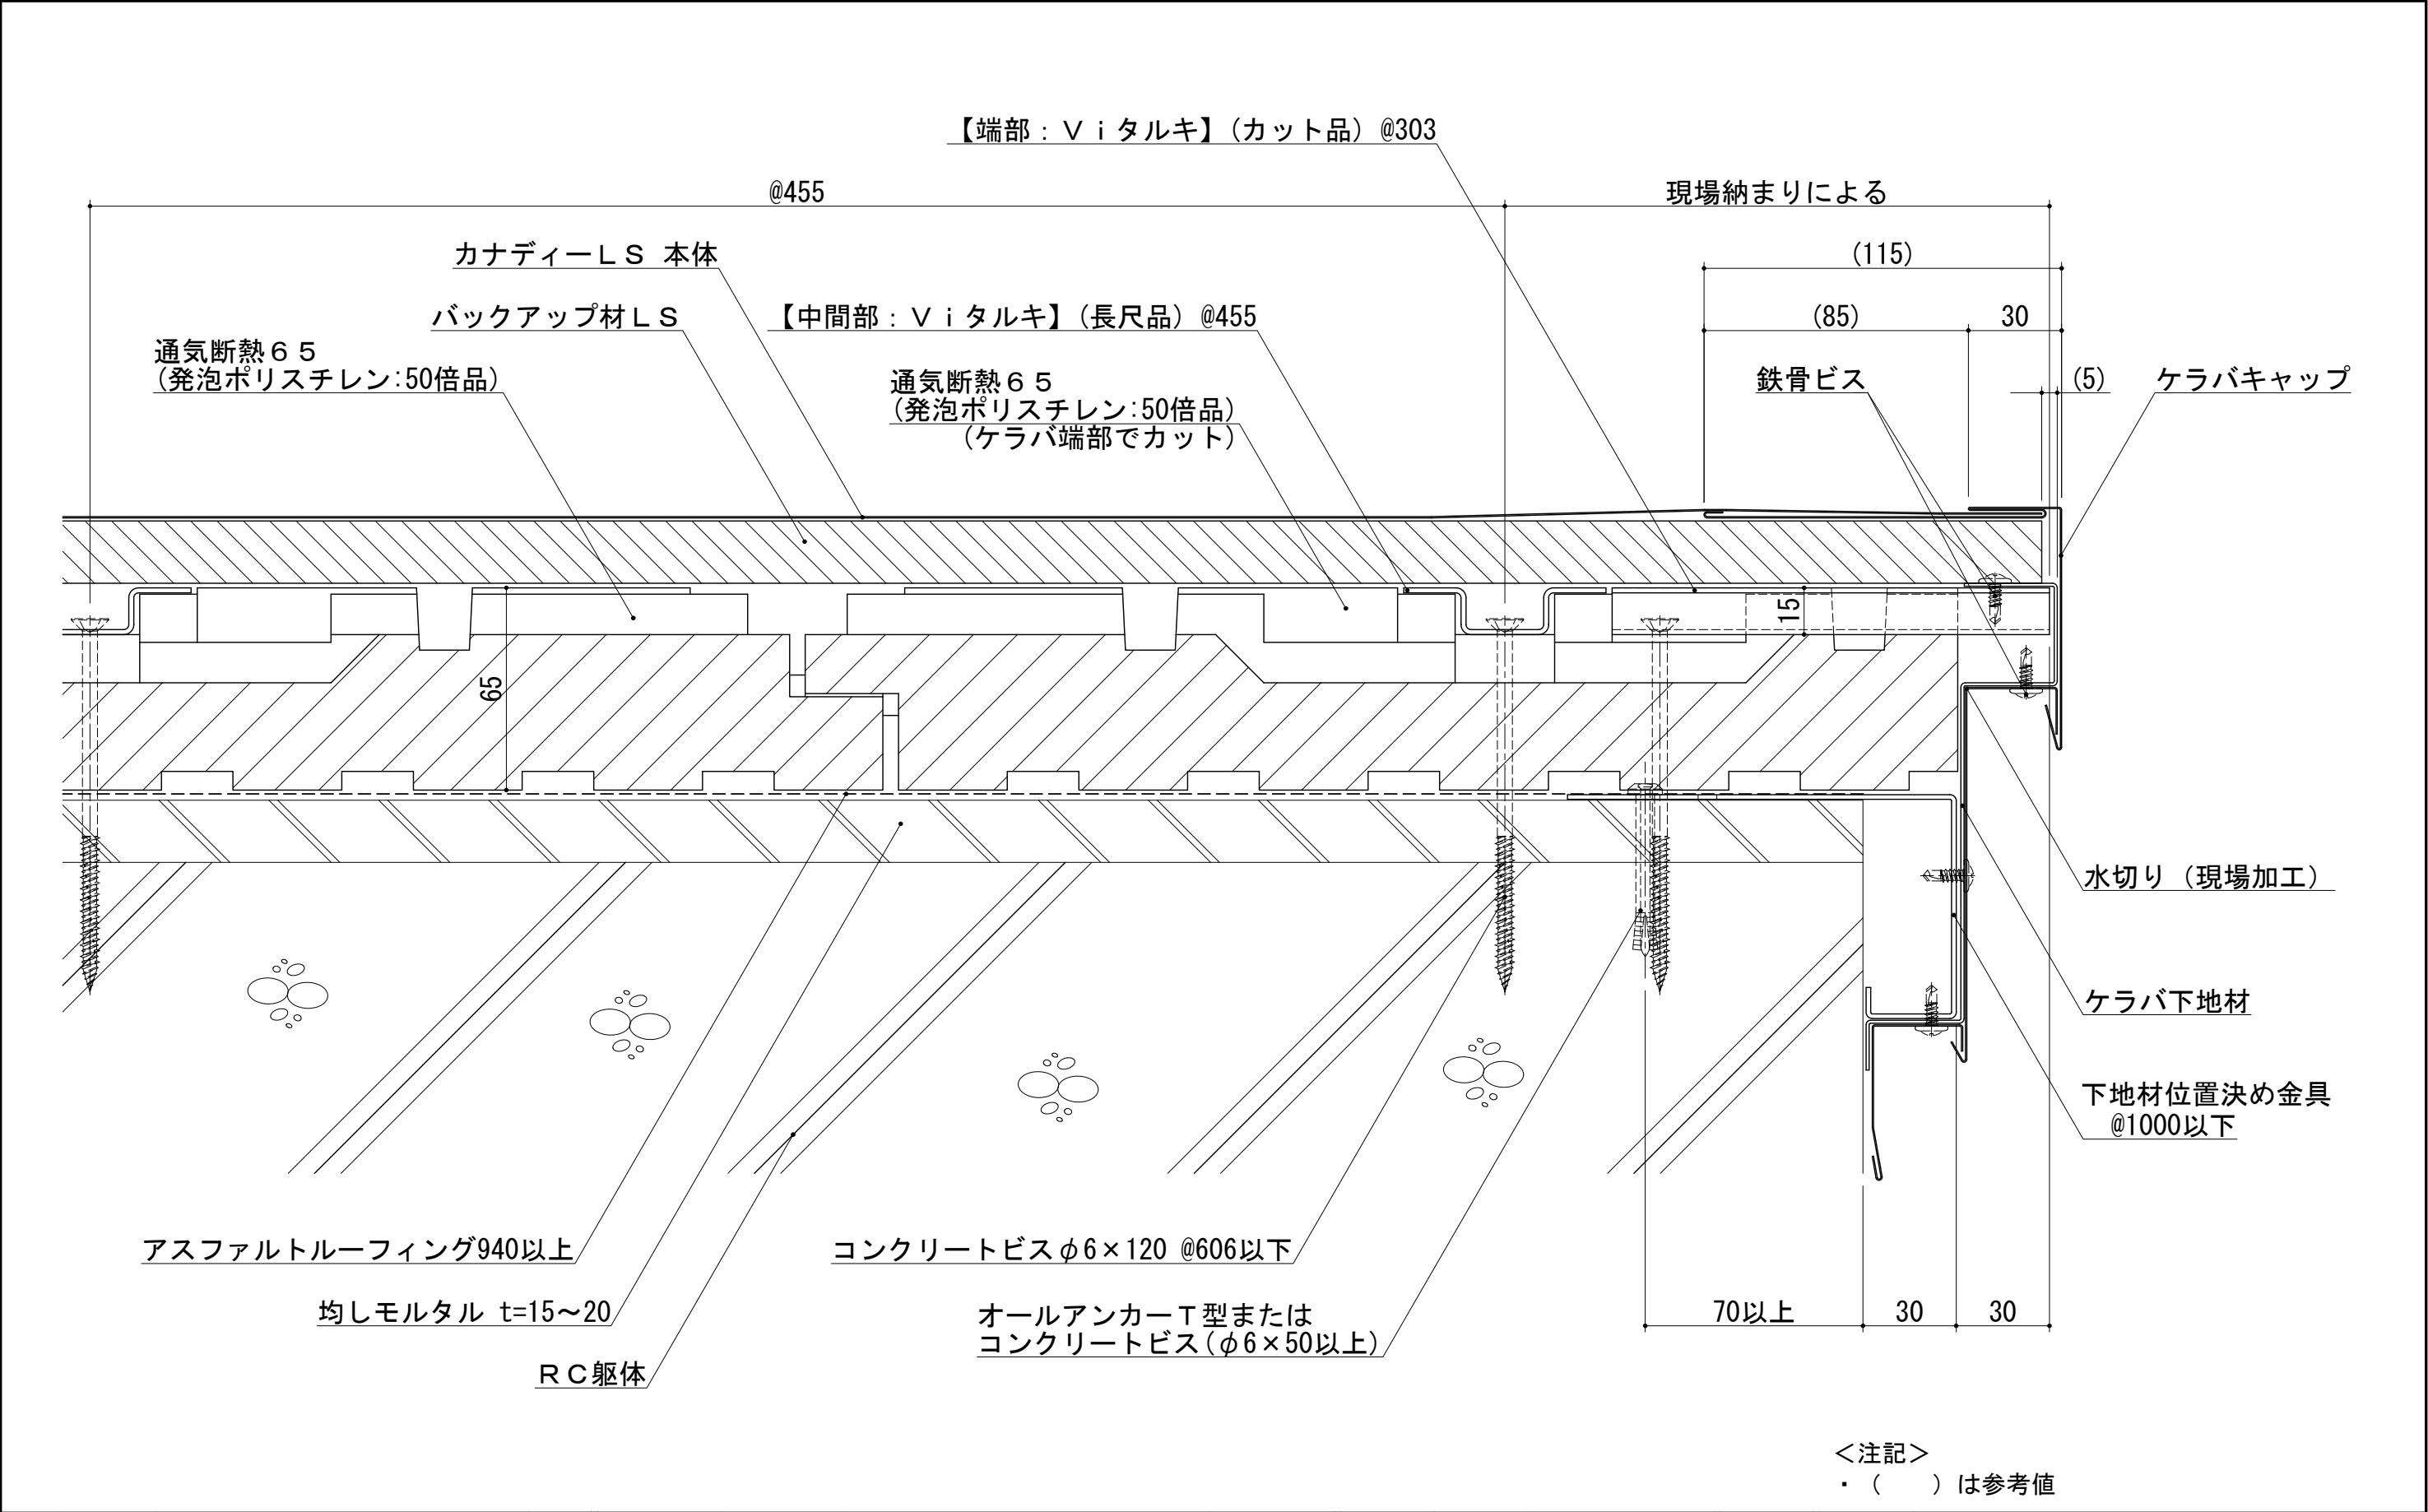 【端部：Ｖｉタルキ】(カット品) @303
@455
現場納まりによる
カナディーＬＳ 本体
(115)
バックアップ材ＬＳ
【中間部：Ｖｉタルキ】(長尺品) @455
(85)
30
通気断熱６５
(発泡ポリスチレン:50倍品)
通気断熱６５
(発泡ポリスチレン:50倍品)
(ケラバ端部でカット)
鉄骨ビス
(5)
ケラバキャップ
15
65
水切り（現場加工）
ケラバ下地材
下地材位置決め金具
@1000以下
アスファルトルーフィング940以上
コンクリートビスφ6×120 @606以下
均しモルタル t=15～20
オールアンカーＴ型または
コンクリートビス(φ6×50以上)
70以上
30
30
ＲＣ躯体
＜注記＞
・（　　）は参考値